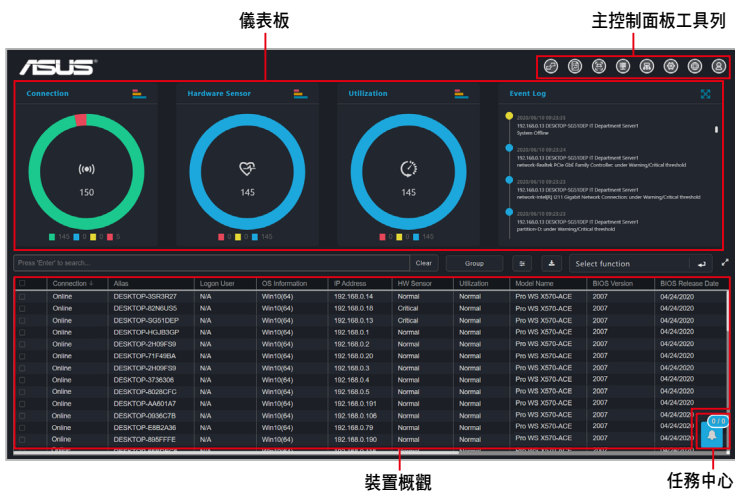 儀表板
主控制面板工具列
ASUS
Connection
Hardware Sensor
Utilization
Event Log
150
145 0 0 5
145
0 0 145
145
0 0 145
2020/08/10 09:23:33
192.168.0.13 DESKTOP-SG51DEP IT Department Server1
System Offline
2020/08/10 09:23:24
192.168.0.13 DESKTOP-SG51DEP IT Department Server1
network-Realtek PCIe GbE Family Controller: under Warning/Critical threshold
2020/08/10 09:23:23
192.168.0.13 DESKTOP-SG51DEP IT Department Server1
network-Intel(R) I211 Gigabit Network Connection: under Warning/Critical threshold
2020/08/10 09:23:23
192.168.0.13 DESKTOP-SG51DEP IT Department Server1
partition-D: under Warning/Critical threshold
Press 'Enter' to search... Clear Group Select function
Connection Alias Logon User OS Information IP Address HW Sensor Utilization Model Name BIOS Version BIOS Release Date
Online DESKTOP-3SR3R27 N/A Win10(64) 192.168.0.14 Normal Normal Pro WS X570-ACE 2007 04/24/2020
Online DESKTOP-82N6US5 N/A Win10(64) 192.168.0.18 Critical Normal Pro WS X570-ACE 2007 04/24/2020
Online DESKTOP-SG51DEP N/A Win10(64) 192.168.0.13 Critical Normal Pro WS X570-ACE 2007 04/24/2020
Online DESKTOP-HGJB3GP N/A Win10(64) 192.168.0.1 Normal Normal Pro WS X570-ACE 2007 04/24/2020
Online DESKTOP-2H09FS9 N/A Win10(64) 192.168.0.2 Normal Normal Pro WS X570-ACE 2007 04/24/2020
Online DESKTOP-71F49BA N/A Win10(64) 192.168.0.20 Normal Normal Pro WS X570-ACE 2007 04/24/2020
Online DESKTOP-2H09FS9 N/A Win10(64) 192.168.0.3 Normal Normal Pro WS X570-ACE 2007 04/24/2020
Online DESKTOP-3736306 N/A Win10(64) 192.168.0.4 Normal Normal Pro WS X570-ACE 2007 04/24/2020
Online DESKTOP-8028CFC N/A Win10(64) 192.168.0.5 Normal Normal Pro WS X570-ACE 2007 04/24/2020
Online DESKTOP-AA601A7 N/A Win10(64) 192.168.0.191 Normal Normal Pro WS X570-ACE 2007 04/24/2020
Online DESKTOP-0936C7B N/A Win10(64) 192.168.0.106 Normal Normal Pro WS X570-ACE 2007 04/24/2020
Online DESKTOP-E8B2A36 N/A Win10(64) 192.168.0.79 Normal Normal Pro WS X570-ACE 2007 04/24/2020
Online DESKTOP-895FFFE N/A Win10(64) 192.168.0.190 Normal Normal Pro WS X570-ACE 2007 04/24/2020
0 / 0
裝置概觀
任務中心